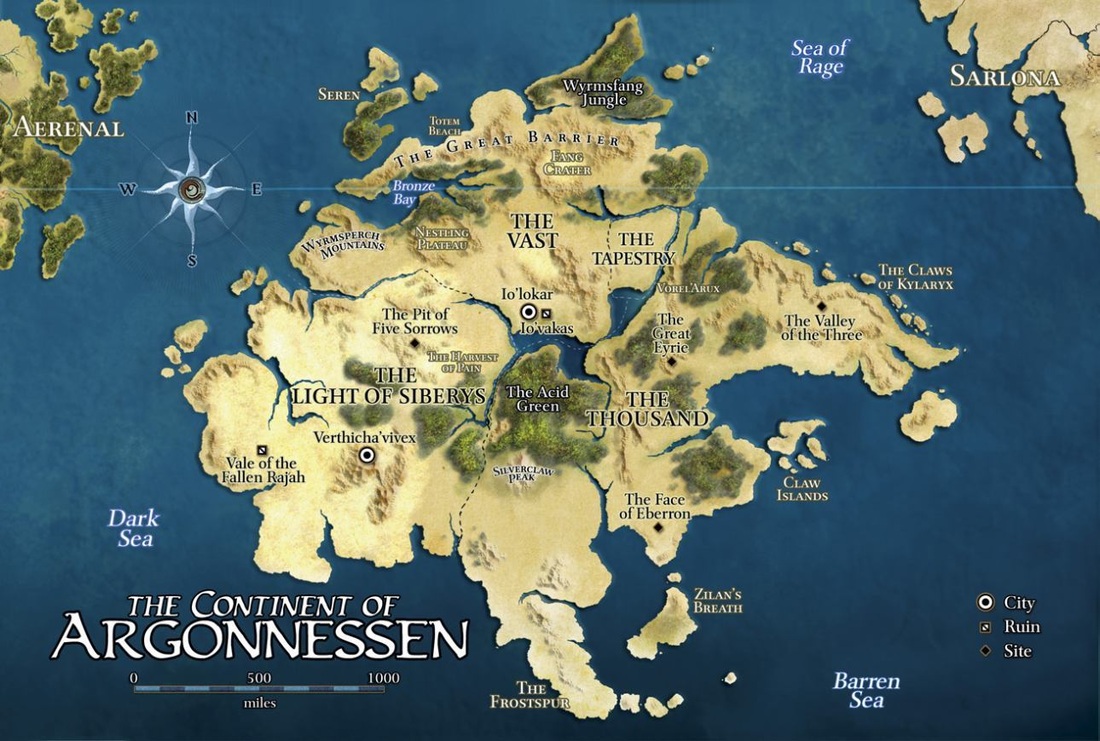 Sea of
Rage
SARLONA
Wyrmsfang
Jungle
SEREN
AERENAL
TOTEM
BEACH
THE GREAT BARRIER
FANG
CRATER
N
W
E
S
Bronze
Bay
WYRMSPERCH
MOUNTAINS
NESTLING
PLATEAU
THE
VAST
THE
TAPESTRY
VOREL'ARUX
THE CLAWS
OF KYLARYX
Io'lokar
Io'vakas
The Pit of
Five Sorrows
The
Great
Eyrie
The Valley
of the Three
THE HARVEST
OF PAIN
THE
LIGHT OF SIBERYS
The Acid
Green
THE
THOUSAND
Verthicha'vivex
Vale of the
Fallen Rajah
SILVERCLAW
PEAK
CLAW
ISLANDS
The Face
of Eberron
Dark
Sea
ZILAN'S
BREATH
THE CONTINENT OF
ARGONNESSEN
0 500 1000
miles
THE
FROSTSPUR
Barren
Sea
City
Ruin
Site